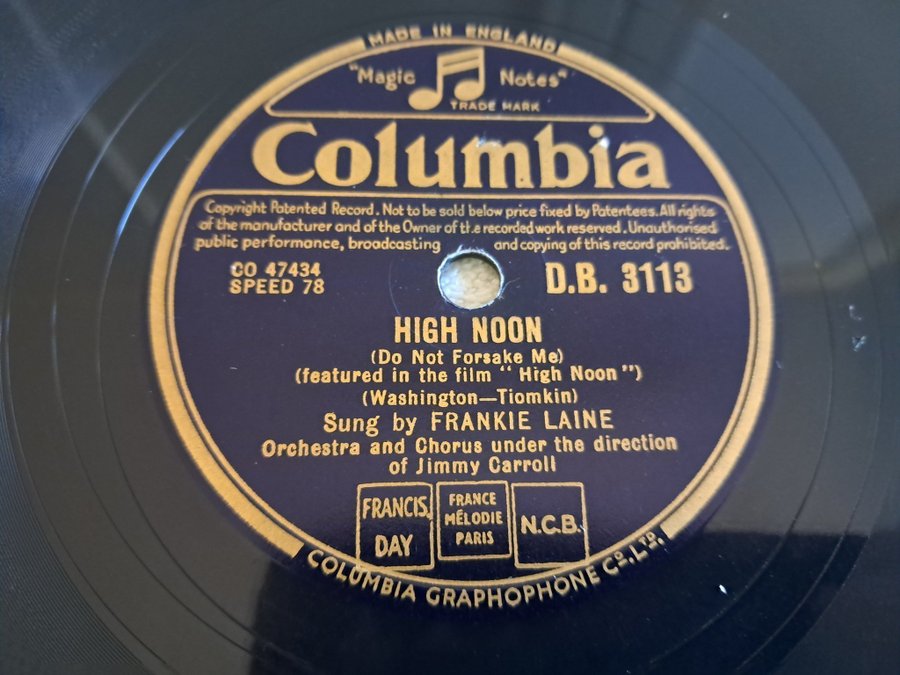 MADE IN ENGLAND
"Magic Notes"
TRADE MARK
Columbia
Copyright Patented Record. Not to be sold below price fixed by Patentees. All rights
of the manufacturer and of the Owner of the recorded work reserved. Unauthorised
public performance, broadcasting and copying of this record prohibited.
CO 47434
SPEED 78
D.B. 3113
HIGH NOON
(Do Not Forsake Me)
(featured in the film "High Noon")
(Washington—Tiomkin)
Sung by FRANKIE LAINE
Orchestra and Chorus under the direction
of Jimmy Carroll
FRANCIS,
DAY
FRANCE
MÉLODIE
PARIS
N.C.B.
COLUMBIA GRAPHOPHONE CO. LTD.